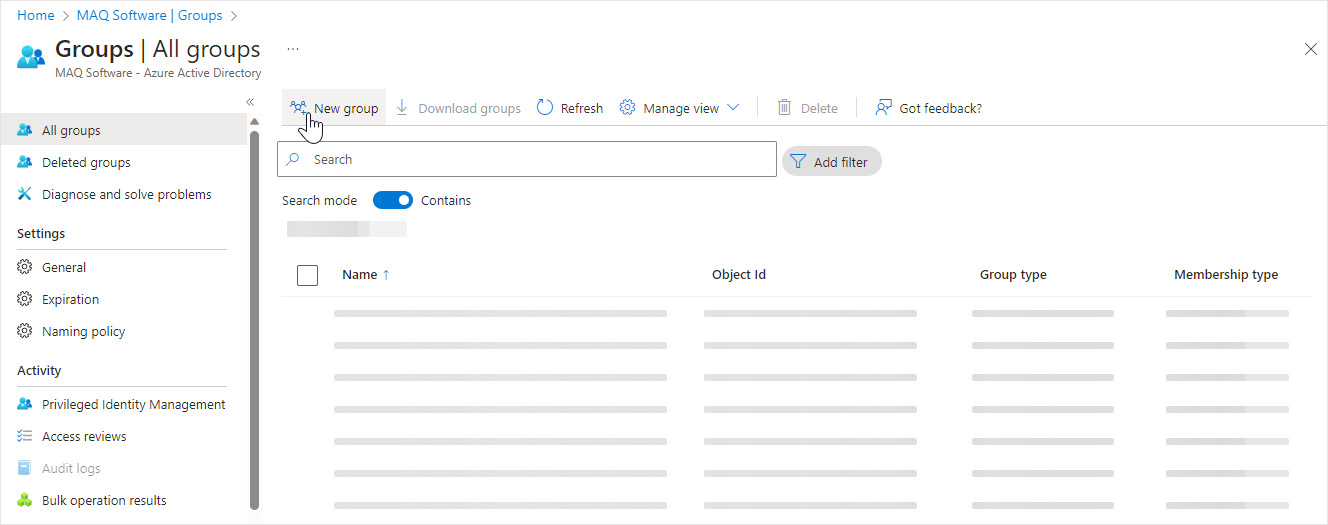 Home > MAQ Software | Groups >
Groups | All groups ...
MAQ Software - Azure Active Directory
«
All groups
Deleted groups
Diagnose and solve problems
Settings
General
Expiration
Naming policy
Activity
Privileged Identity Management
Access reviews
Audit logs
Bulk operation results
New group Download groups Refresh Manage view Delete Got feedback?
Search Add filter
Search mode Contains
Name ↑ Object Id Group type Membership type